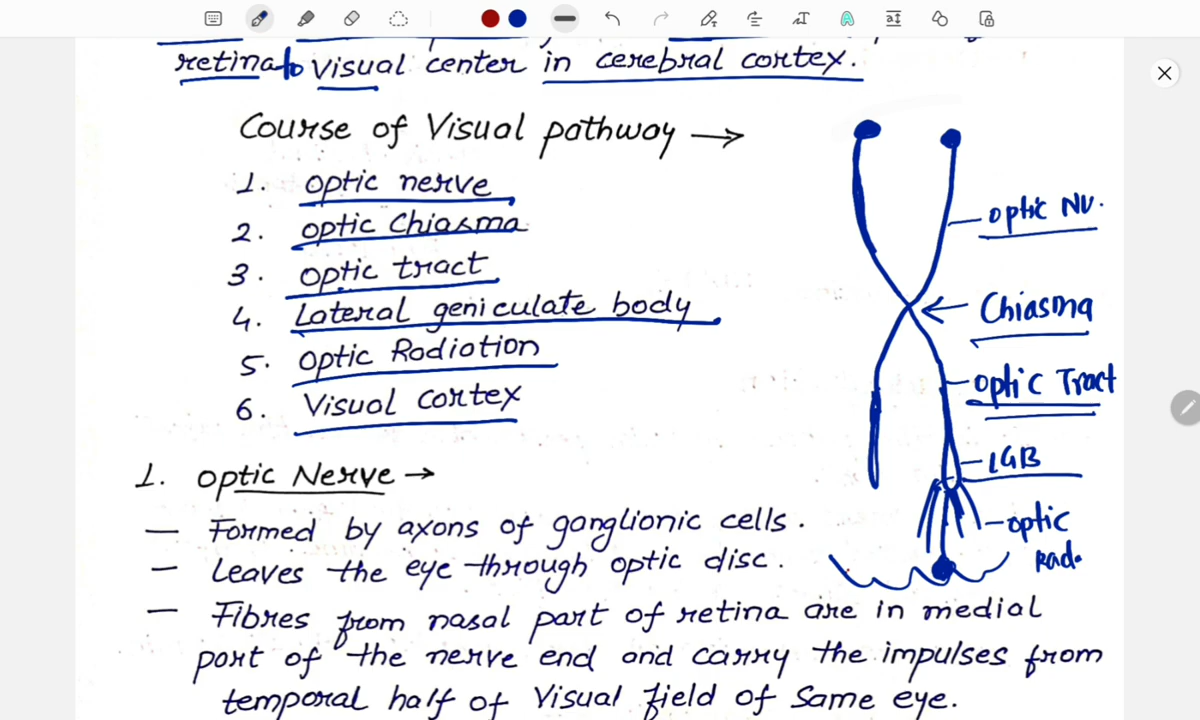 retina to visual center in cerebral cortex.
Course of Visual pathway →
1. optic nerve
2. optic Chiasma
3. optic tract
4. Lateral geniculate body
5. optic Radiation
6. Visual cortex
optic NV.
Chiasma
optic Tract
LGB
optic
Rad.
1. optic Nerve →
— Formed by axons of ganglionic cells.
— Leaves the eye through optic disc.
— Fibres from nasal part of retina are in medial
part of the nerve end and carry the impulses from
temporal half of visual field of same eye.